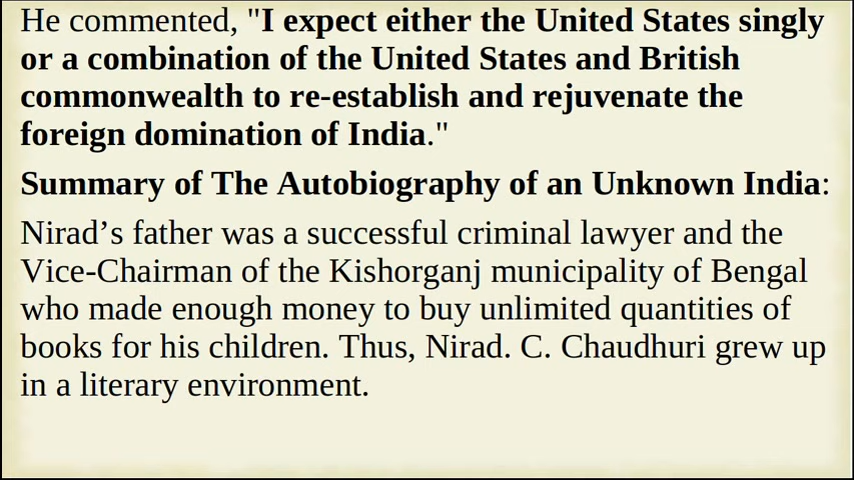 He commented, "I expect either the United States singly
or a combination of the United States and British
commonwealth to re-establish and rejuvenate the
foreign domination of India."
Summary of The Autobiography of an Unknown India:
Nirad’s father was a successful criminal lawyer and the
Vice-Chairman of the Kishorganj municipality of Bengal
who made enough money to buy unlimited quantities of
books for his children. Thus, Nirad. C. Chaudhuri grew up
in a literary environment.